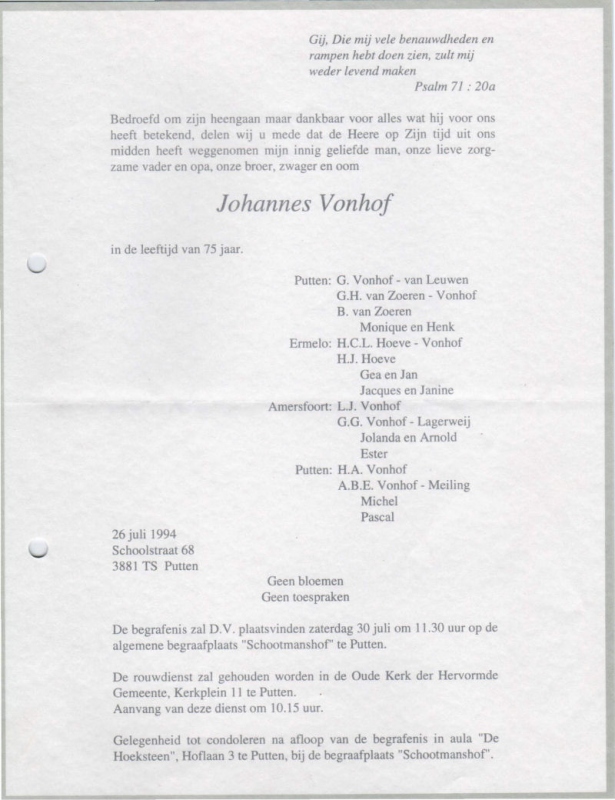 Gij, Die mij vele benauwdheden en
rampen hebt doen zien, zult mij
weder levend maken
Psalm 71 : 20a
Bedroefd om zijn heengaan maar dankbaar voor alles wat hij voor ons
heeft betekend, delen wij u mede dat de Heere op Zijn tijd uit ons
midden heeft weggenomen mijn innig geliefde man, onze lieve zorg-
zame vader en opa, onze broer, zwager en oom
Johannes Vonhof
in de leeftijd van 75 jaar.
Putten: G. Vonhof - van Leuwen
G.H. van Zoeren - Vonhof
B. van Zoeren
Monique en Henk
Ermelo: H.C.L. Hoeve - Vonhof
H.J. Hoeve
Gea en Jan
Jacques en Janine
Amersfoort: L.J. Vonhof
G.G. Vonhof - Lagerweij
Jolanda en Arnold
Ester
Putten: H.A. Vonhof
A.B.E. Vonhof - Meiling
Michel
Pascal
26 juli 1994
Schoolstraat 68
3881 TS Putten
Geen bloemen
Geen toespraken
De begrafenis zal D.V. plaatsvinden zaterdag 30 juli om 11.30 uur op de
algemene begraafplaats "Schootmanshof" te Putten.
De rouwdienst zal gehouden worden in de Oude Kerk der Hervormde
Gemeente, Kerkplein 11 te Putten.
Aanvang van deze dienst om 10.15 uur.
Gelegenheid tot condoleren na afloop van de begrafenis in aula "De
Hoeksteen", Hoflaan 3 te Putten, bij de begraafplaats "Schootmanshof".